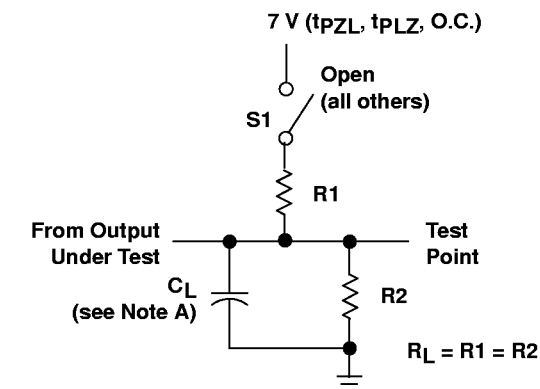 7 V (tPZL, tPLZ, O.C.)
Open
(all others)
S1
R1
From Output
Under Test
Test
Point
CL
(see Note A)
R2
RL = R1 = R2